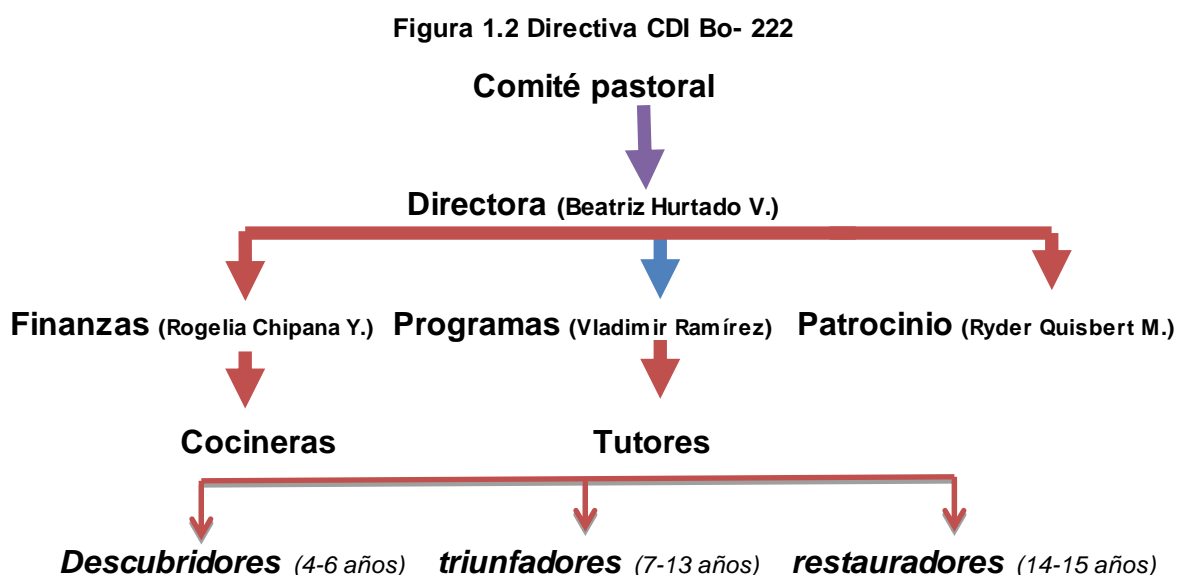 Figura 1.2 Directiva CDI Bo- 222
Comité pastoral
Directora (Beatriz Hurtado V.)
Finanzas (Rogelia Chipana Y.) Programas (Vladimir Ramírez) Patrocinio (Ryder Quisbert M.)
Cocineras Tutores
Descubridores (4-6 años) triunfadores (7-13 años) restauradores (14-15 años)